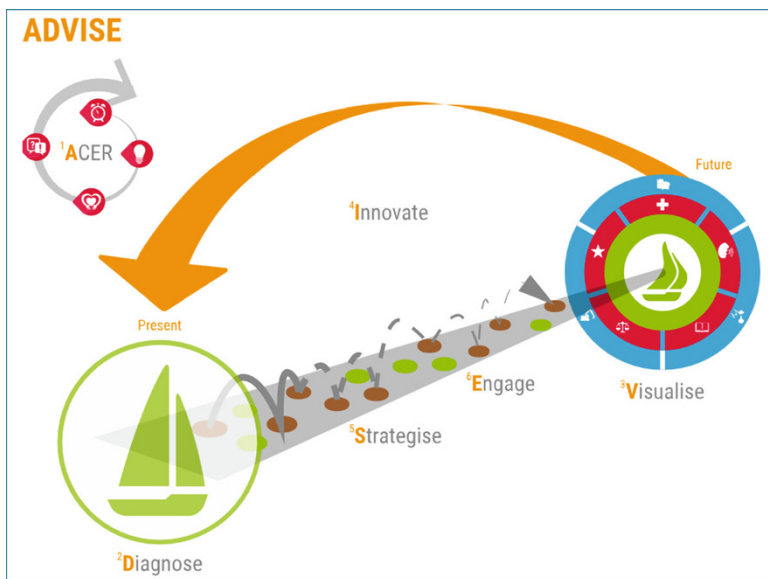 ADVISE
¹ACER
Future
⁴Innovate
Present
⁶Engage
³Visualise
⁵Strategise
²Diagnose